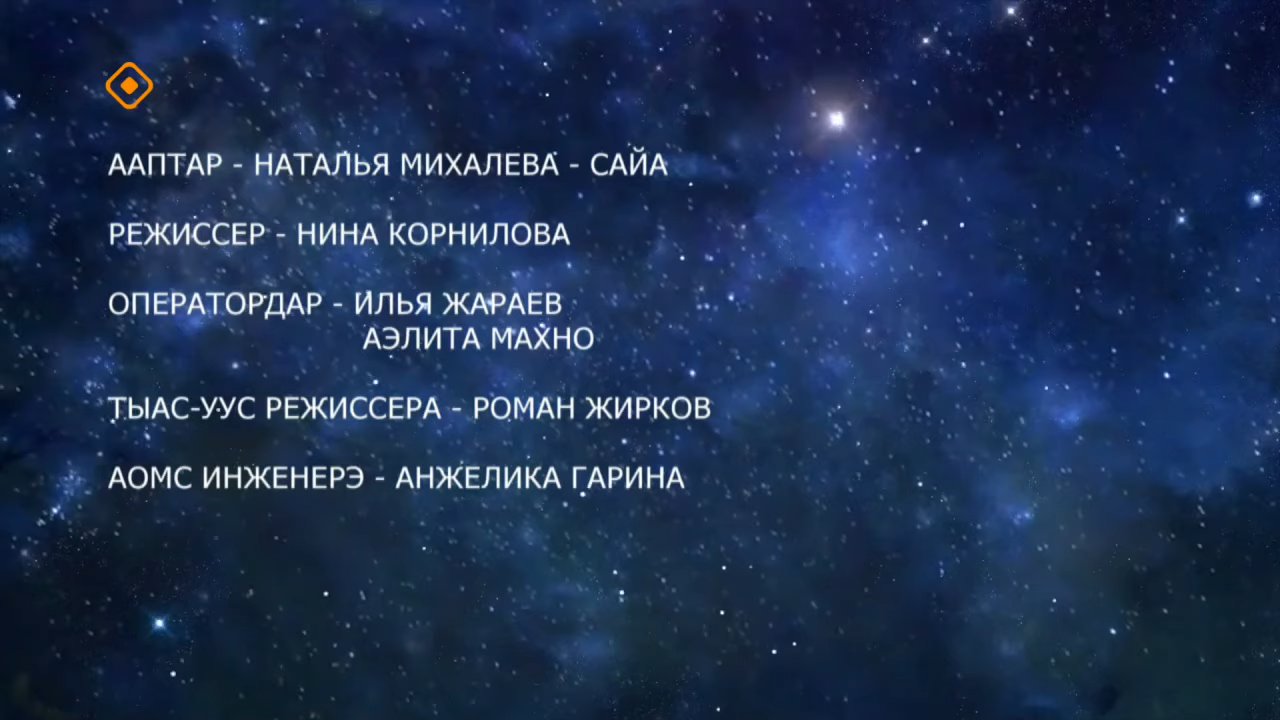 ААПТАР - НАТАЛЬЯ МИХАЛЕВА - САЙА
РЕЖИССЕР - НИНА КОРНИЛОВА
ОПЕРАТОРДАР - ИЛЬЯ ЖАРАЕВ
АЭЛИТА МАХНО
ТЫАС-УУС РЕЖИССЕРА - РОМАН ЖИРКОВ
АОМС ИНЖЕНЕРЭ - АНЖЕЛИКА ГАРИНА